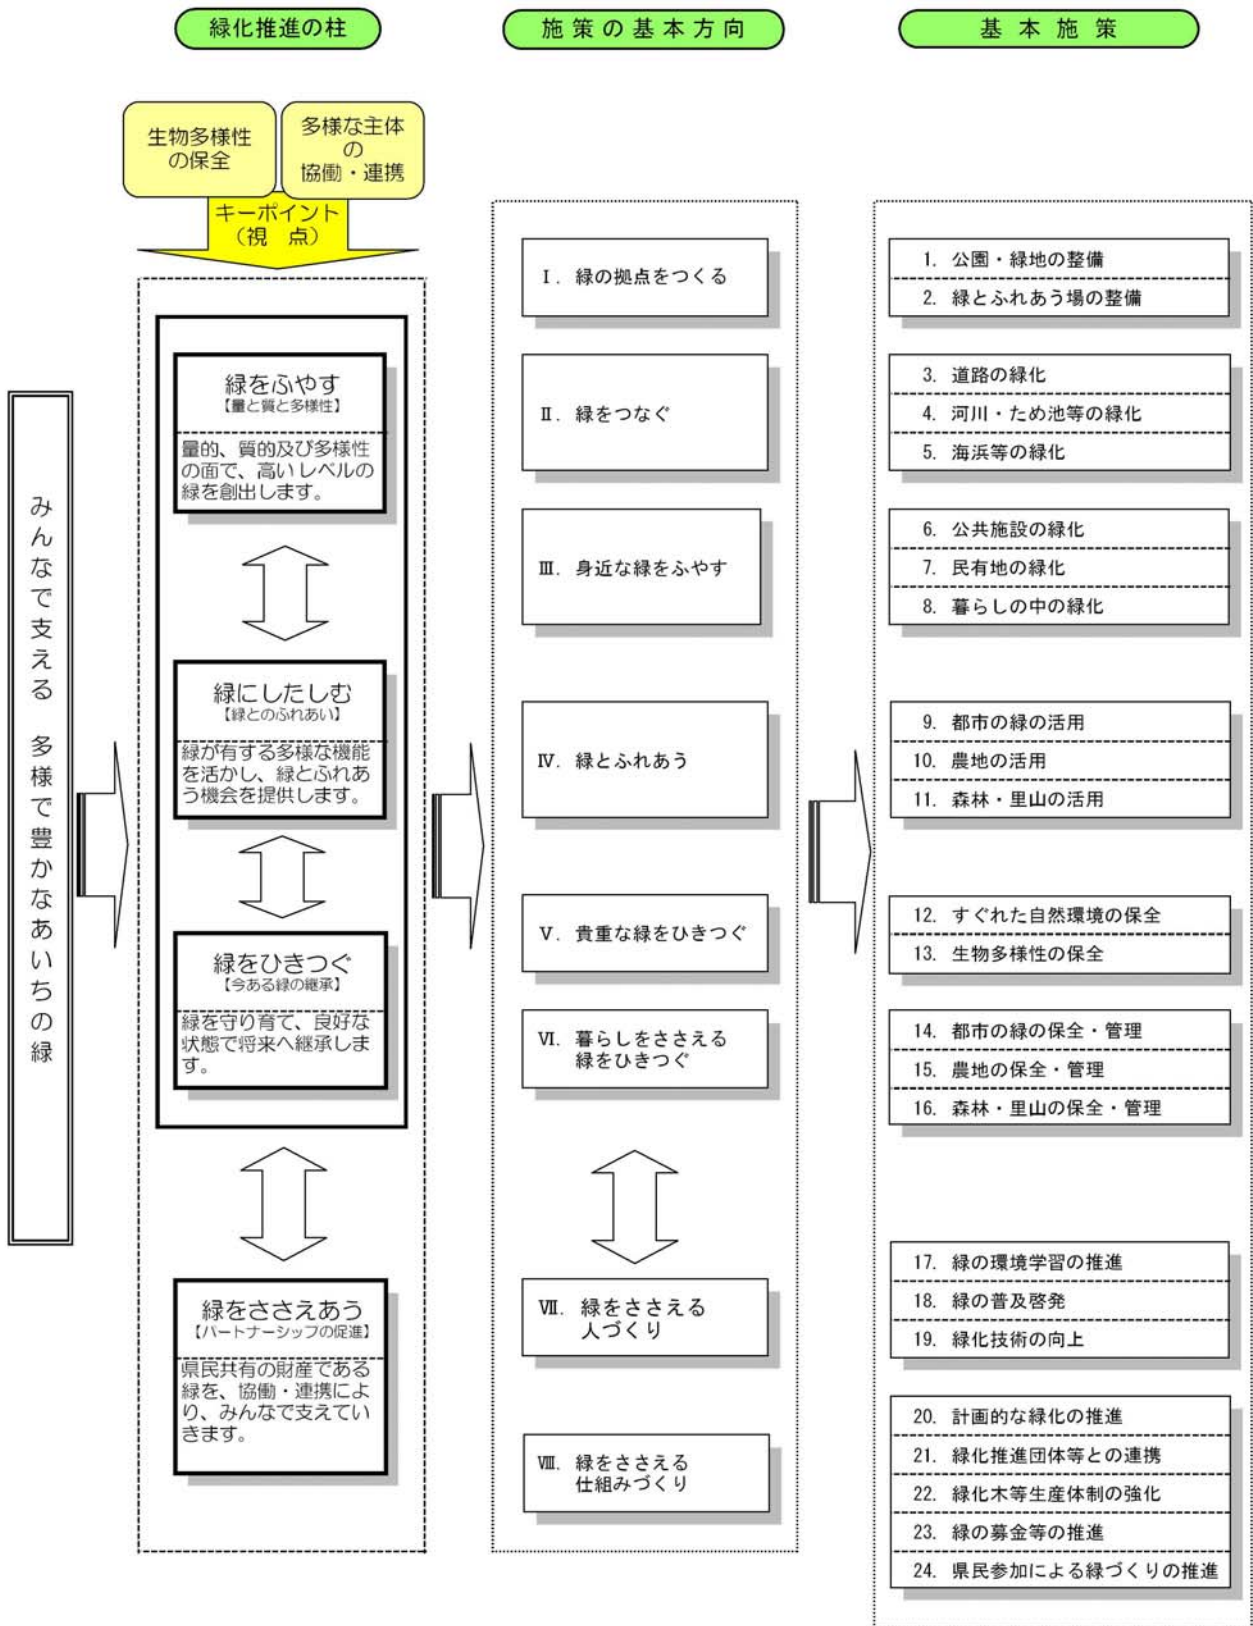 緑化推進の柱
施策の基本方向
基本施策
生物多様性
の保全
多様な主体
の
協働・連携
キーポイント
(視 点)
みんなで支える 多様で豊かなあいちの緑
緑をふやす
【量と質と多様性】
量的、質的及び多様性
の面で、高いレベルの
緑を創出します。
緑にしたしむ
【緑とのふれあい】
緑が有する多様な機能
を活かし、緑とふれあ
う機会を提供します。
緑をひきつぐ
【今ある緑の継承】
緑を守り育て、良好な
状態で将来へ継承しま
す。
緑をささえあう
【パートナーシップの促進】
県民共有の財産である
緑を、協働・連携によ
り、みんなで支えてい
きます。
Ⅰ. 緑の拠点をつくる
Ⅱ. 緑をつなぐ
Ⅲ. 身近な緑をふやす
Ⅳ. 緑とふれあう
Ⅴ. 貴重な緑をひきつぐ
Ⅵ. 暮らしをささえる
緑をひきつぐ
Ⅶ. 緑をささえる
人づくり
Ⅷ. 緑をささえる
仕組みづくり
1. 公園・緑地の整備
2. 緑とふれあう場の整備
3. 道路の緑化
4. 河川・ため池等の緑化
5. 海浜等の緑化
6. 公共施設の緑化
7. 民有地の緑化
8. 暮らしの中の緑化
9. 都市の緑の活用
10. 農地の活用
11. 森林・里山の活用
12. すぐれた自然環境の保全
13. 生物多様性の保全
14. 都市の緑の保全・管理
15. 農地の保全・管理
16. 森林・里山の保全・管理
17. 緑の環境学習の推進
18. 緑の普及啓発
19. 緑化技術の向上
20. 計画的な緑化の推進
21. 緑化推進団体等との連携
22. 緑化木等生産体制の強化
23. 緑の募金等の推進
24. 県民参加による緑づくりの推進